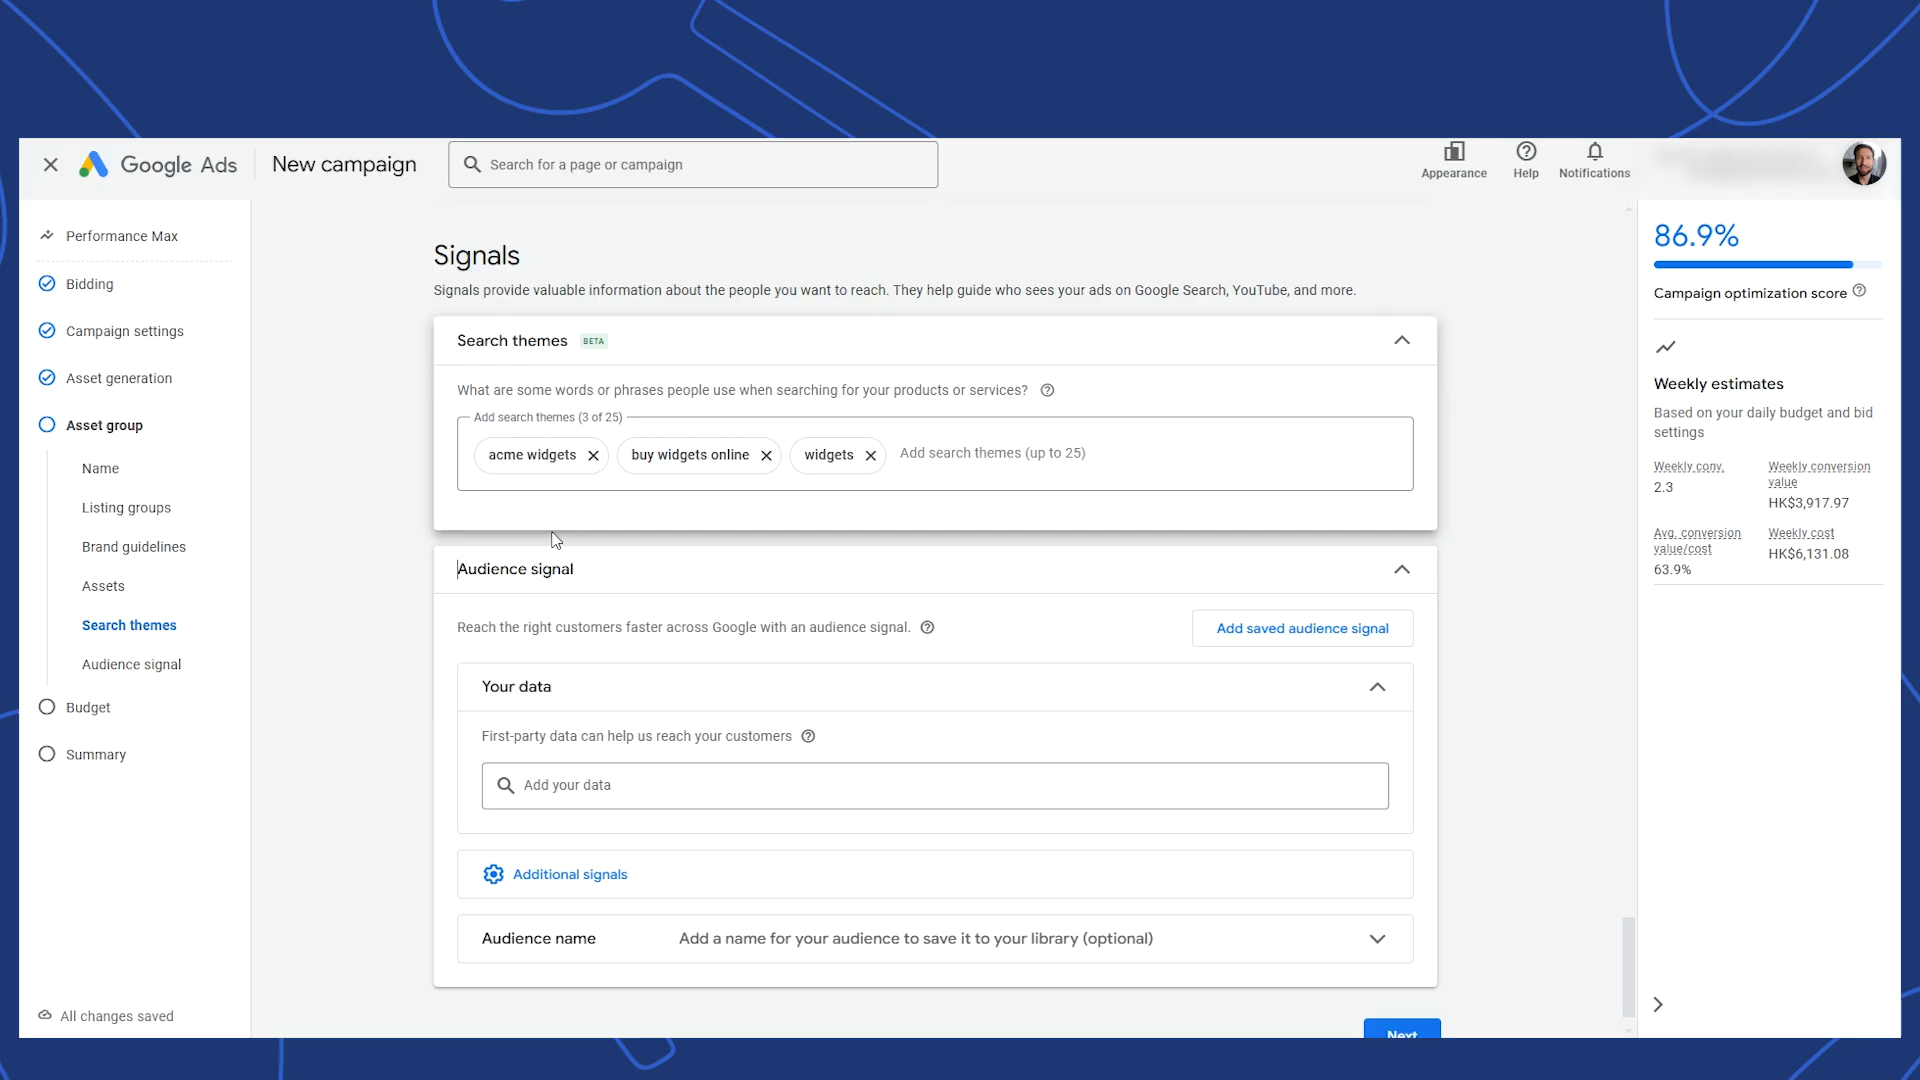 Google Ads
New campaign
Search for a page or campaign
Appearance
Help
Notifications
Performance Max
Bidding
Campaign settings
Asset generation
Asset group
Name
Listing groups
Brand guidelines
Assets
Search themes
Audience signal
Budget
Summary
All changes saved
Signals
Signals provide valuable information about the people you want to reach. They help guide who sees your ads on Google Search, YouTube, and more.
Search themes BETA
What are some words or phrases people use when searching for your products or services?
Add search themes (3 of 25)
acme widgets
buy widgets online
widgets
Add search themes (up to 25)
Audience signal
Reach the right customers faster across Google with an audience signal.
Add saved audience signal
Your data
First-party data can help us reach your customers
Add your data
Additional signals
Audience name
Add a name for your audience to save it to your library (optional)
Next
86.9%
Campaign optimization score
Weekly estimates
Based on your daily budget and bid
settings
Weekly conv.
2.3
Weekly conversion
value
HK$3,917.97
Avg. conversion
value/cost
63.9%
Weekly cost
HK$6,131.08